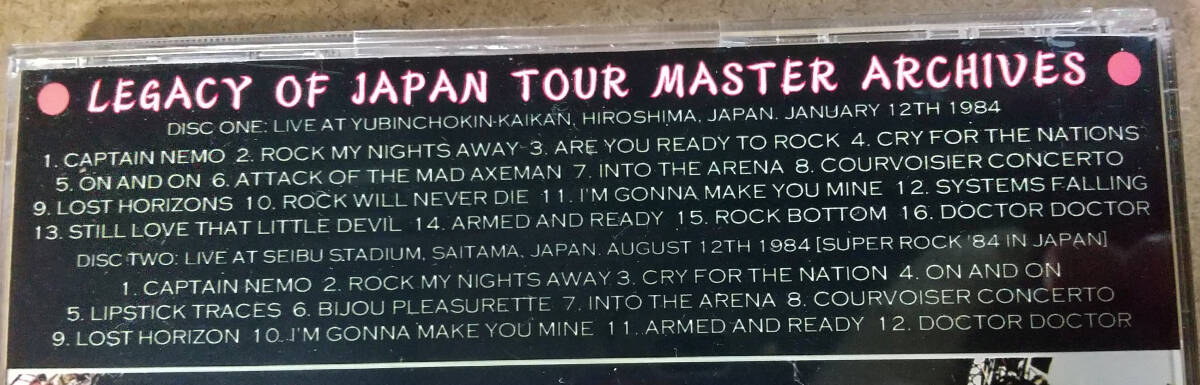 LEGACY OF JAPAN TOUR MASTER ARCHIVES
DISC ONE: LIVE AT YUBINCHOKIN-KAIKAN, HIROSHIMA, JAPAN. JANUARY 12TH 1984
1. CAPTAIN NEMO 2. ROCK MY NIGHTS AWAY 3. ARE YOU READY TO ROCK 4. CRY FOR THE NATIONS
5. ON AND ON 6. ATTACK OF THE MAD AXEMAN 7. INTO THE ARENA 8. COURVOISIER CONCERTO
9. LOST HORIZONS 10. ROCK WILL NEVER DIE 11. I'M GONNA MAKE YOU MINE 12. SYSTEMS FALLING
13. STILL LOVE THAT LITTLE DEVIL 14. ARMED AND READY 15. ROCK BOTTOM 16. DOCTOR DOCTOR
DISC TWO: LIVE AT SEIBU STADIUM, SAITAMA, JAPAN. AUGUST 12TH 1984 [SUPER ROCK '84 IN JAPAN]
1. CAPTAIN NEMO 2. ROCK MY NIGHTS AWAY 3. CRY FOR THE NATION 4. ON AND ON
5. LIPSTICK TRACES 6. BIJOU PLEASURETTE 7. INTO THE ARENA 8. COURVOISER CONCERTO
9. LOST HORIZON 10. I'M GONNA MAKE YOU MINE 11. ARMED AND READY 12. DOCTOR DOCTOR